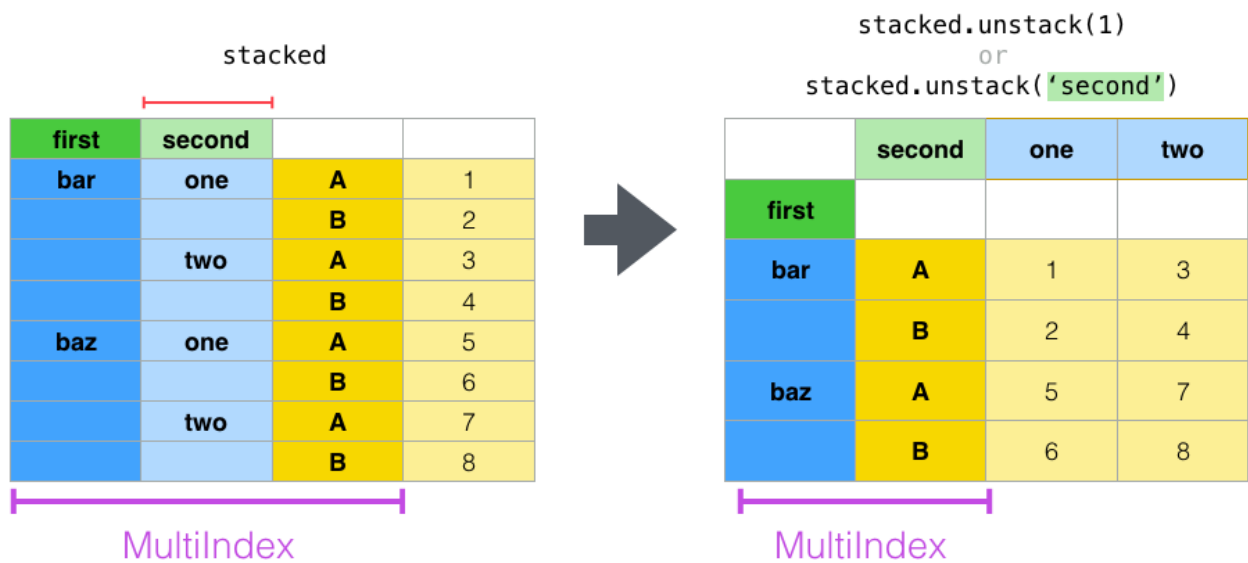 stacked
first second
bar one A 1
B 2
two A 3
B 4
baz one A 5
B 6
two A 7
B 8
MultiIndex
stacked.unstack(1)
or
stacked.unstack(‘second’)
second one two
first
bar A 1 3
B 2 4
baz A 5 7
B 6 8
MultiIndex